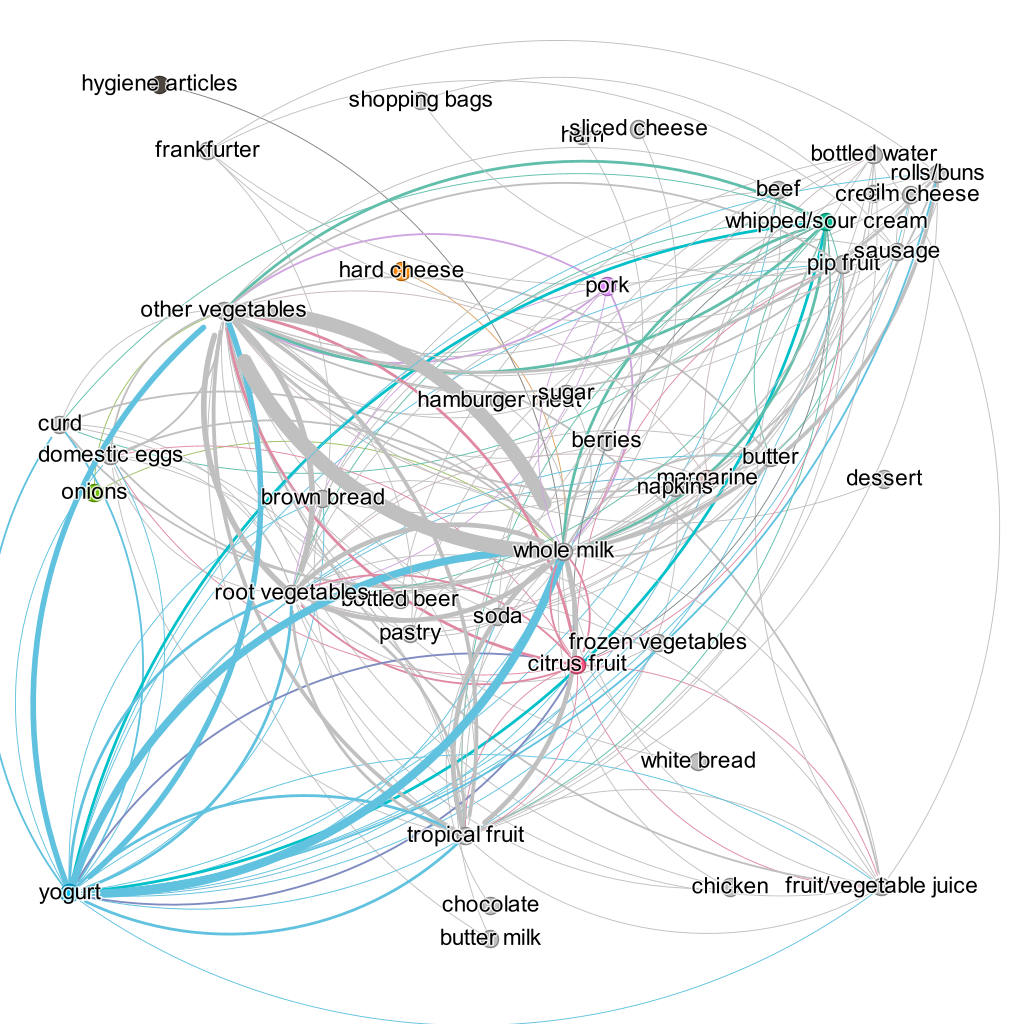 hygiene articles
shopping bags
sliced cheese
ham
frankfurter
bottled water
rolls/buns
beef
cream cheese
oil
whipped/sour cream
sausage
pip fruit
hard cheese
pork
other vegetables
sugar
hamburger meat
curd
berries
domestic eggs
butter
margarine
napkins
dessert
onions
brown bread
whole milk
root vegetables
bottled beer
soda
pastry
frozen vegetables
citrus fruit
white bread
tropical fruit
yogurt
chicken
fruit/vegetable juice
chocolate
butter milk